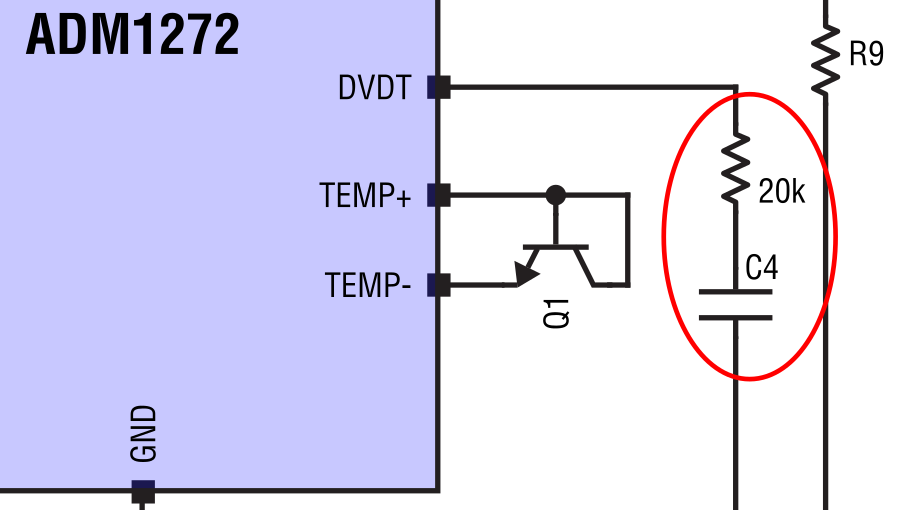 ADM1272
R9
DVDT
TEMP+
20k
C4
TEMP-
Q1
GND